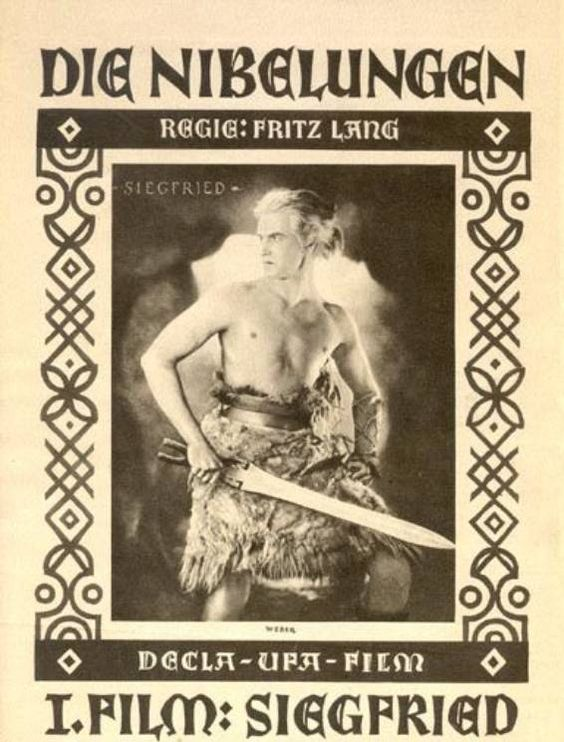 DIE NIBELUNGEN
REGIE: FRITZ LANG
- SIEGFRIED -
WEBER
DECLA-UFA-FILM
I. FILM: SIEGFRIED